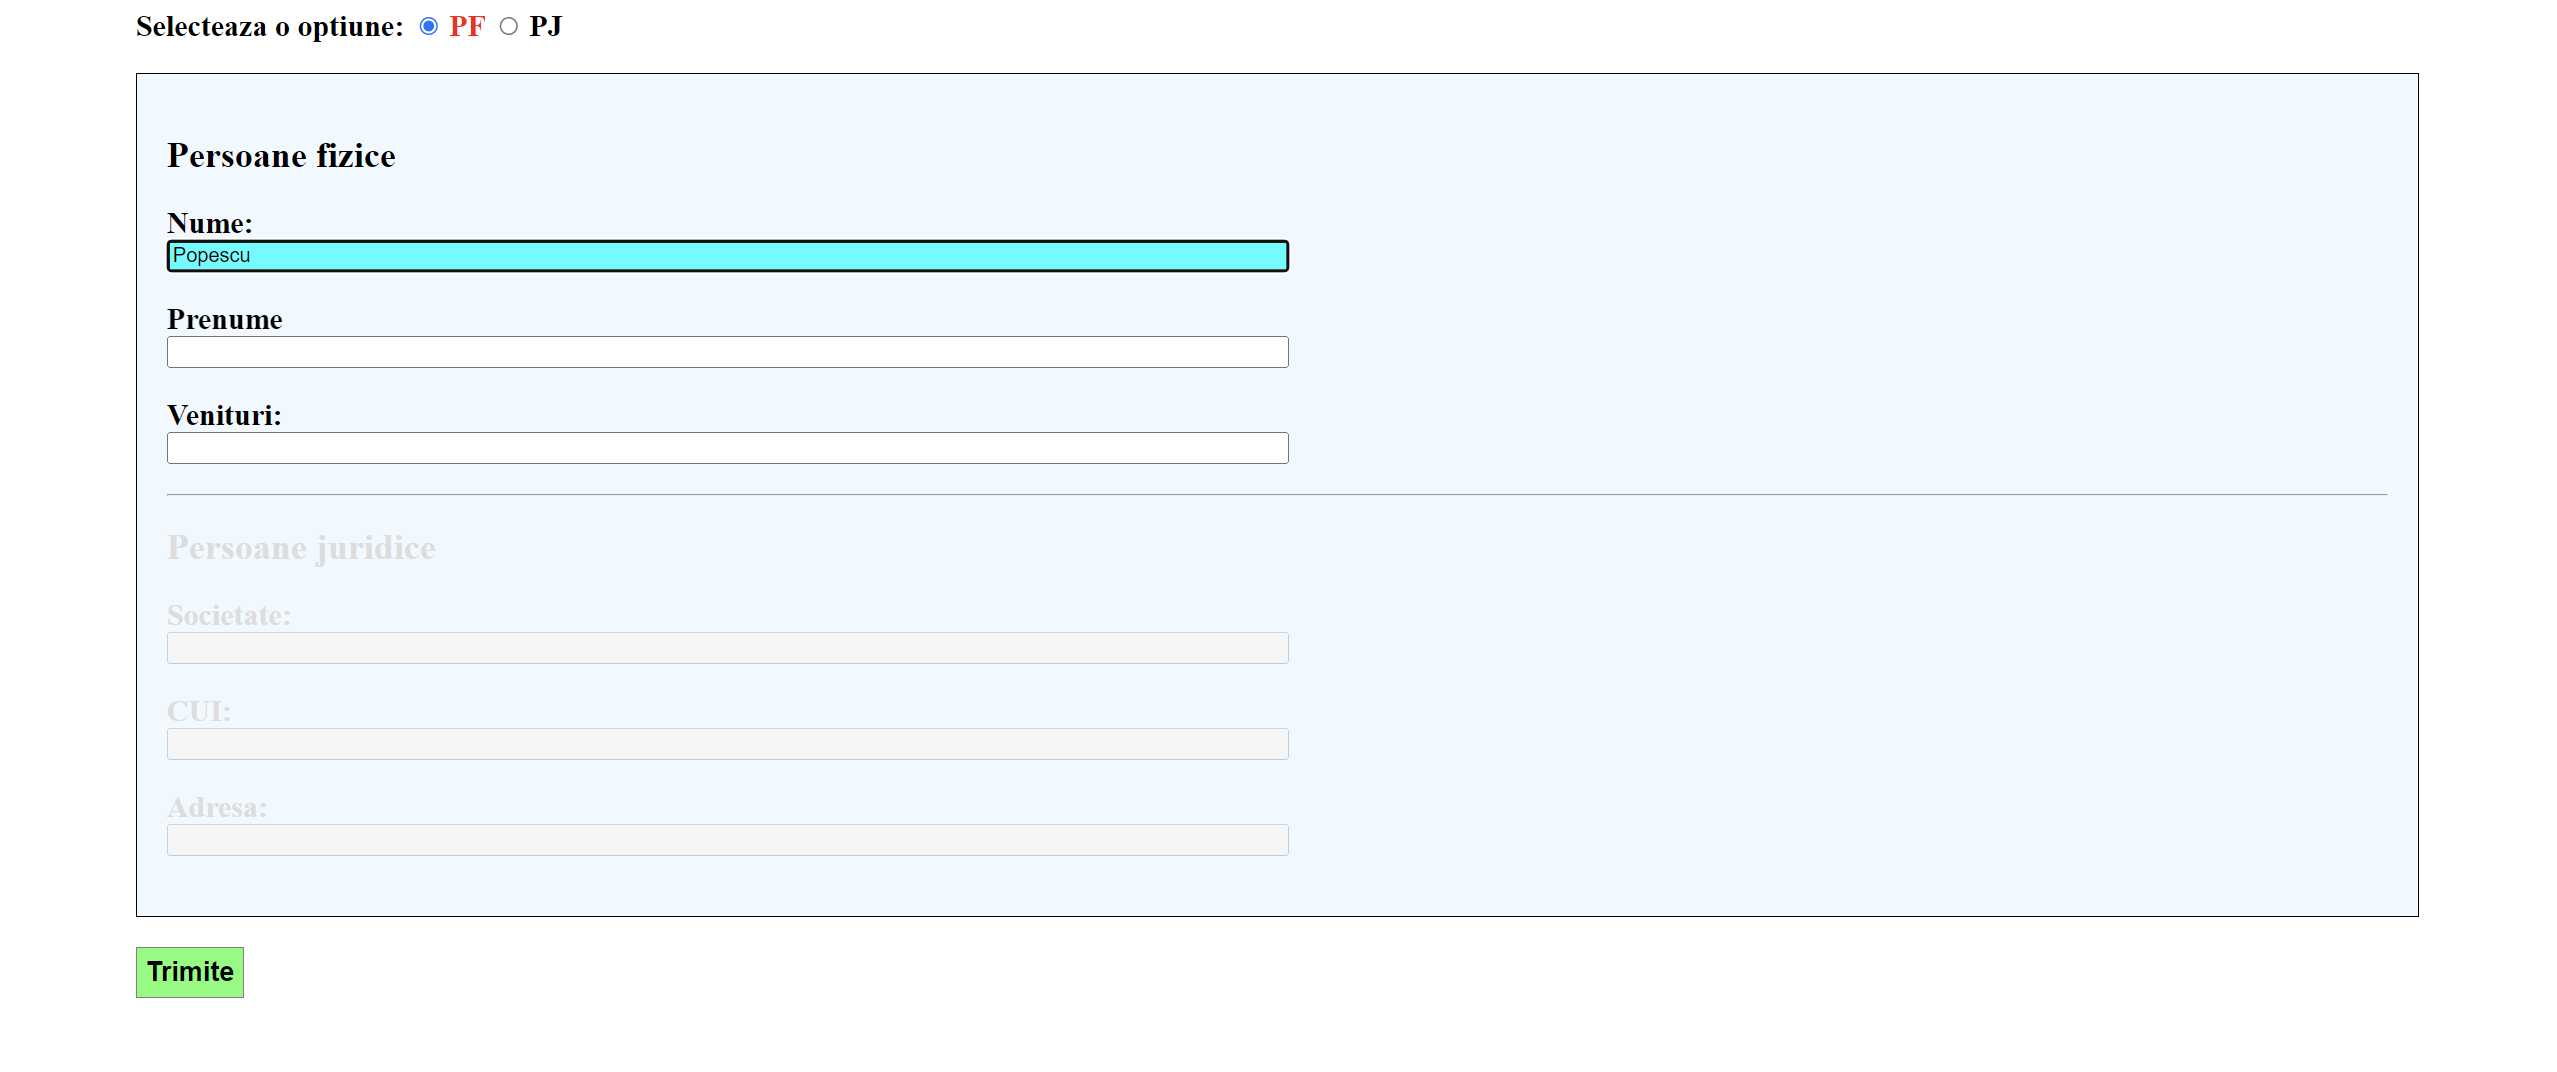 Selecteaza o optiune: PF PJ
Persoane fizice
Nume:
Popescu
Prenume
Venituri:
Persoane juridice
Societate:
CUI:
Adresa:
Trimite